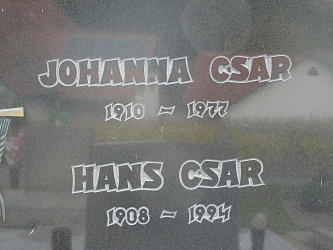 JOHANNA CSAR
1910 - 1977
HANS CSAR
1908 - 1994